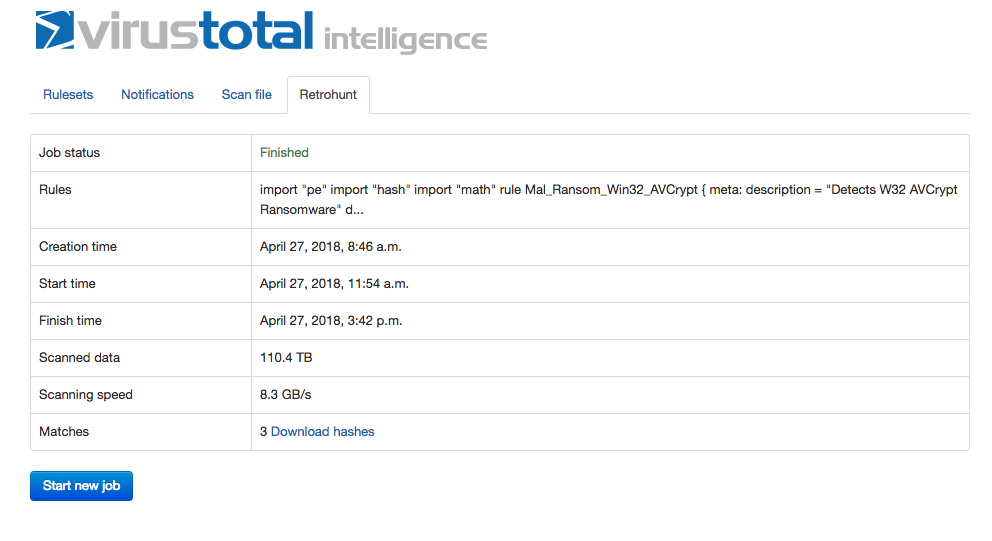 virustotal intelligence
Rulesets Notifications Scan file Retrohunt
Job status Finished
Rules import "pe" import "hash" import "math" rule Mal_Ransom_Win32_AVCrypt { meta: description = "Detects W32 AVCrypt
Ransomware" d...
Creation time April 27, 2018, 8:46 a.m.
Start time April 27, 2018, 11:54 a.m.
Finish time April 27, 2018, 3:42 p.m.
Scanned data 110.4 TB
Scanning speed 8.3 GB/s
Matches 3 Download hashes
Start new job